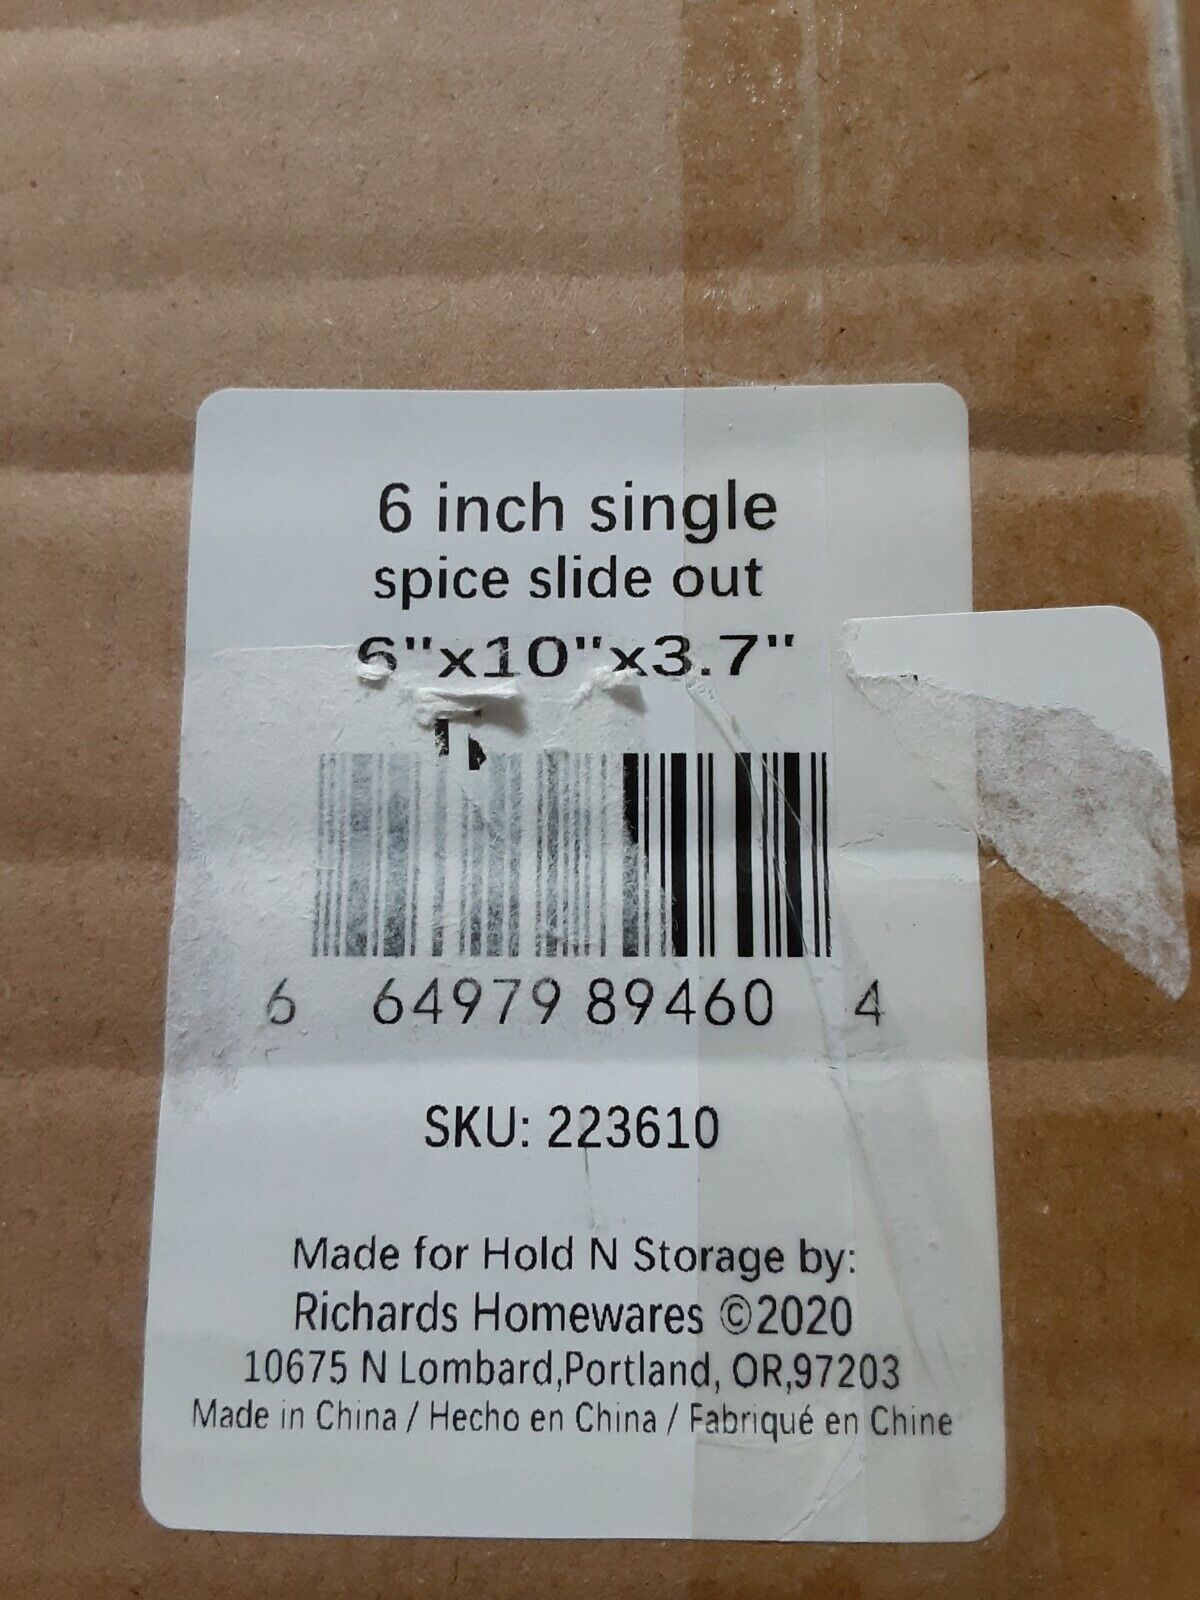 6 inch single
spice slide out
6"x10"x3.7"
6 64979 89460 4
SKU: 223610
Made for Hold N Storage by:
Richards Homewares ©2020
10675 N Lombard,Portland, OR,97203
Made in China / Hecho en China / Fabriqué en Chine